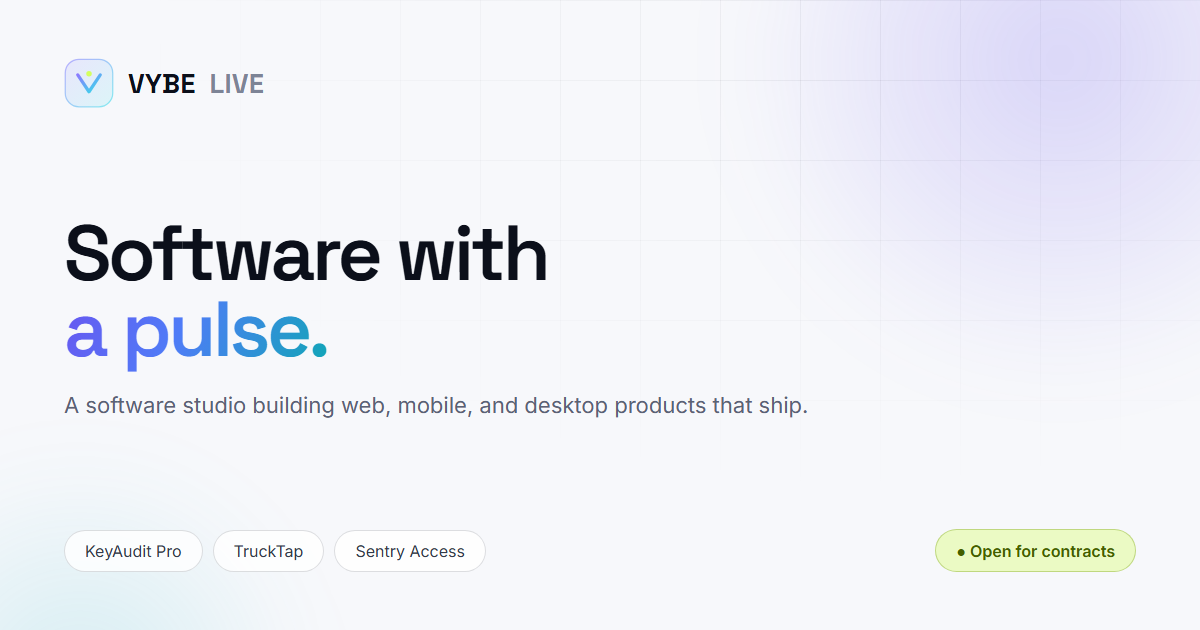 VYBE LIVE
Software with
a pulse.
A software studio building web, mobile, and desktop products that ship.
KeyAudit Pro TruckTap Sentry Access ● Open for contracts